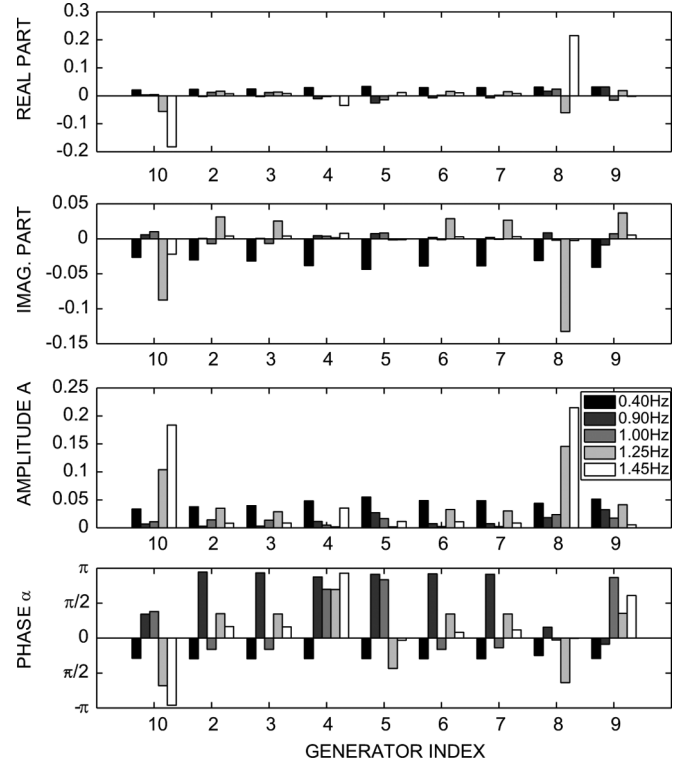 REAL PART
0.3
0.2
0.1
0
-0.1
-0.2
10 2 3 4 5 6 7 8 9
IMAG. PART
0.05
0
-0.05
-0.1
-0.15
10 2 3 4 5 6 7 8 9
AMPLITUDE A
0.25
0.2
0.15
0.1
0.05
0
0.40Hz
0.90Hz
1.00Hz
1.25Hz
1.45Hz
10 2 3 4 5 6 7 8 9
PHASE α
π
π/2
0
π/2
-π
10 2 3 4 5 6 7 8 9
GENERATOR INDEX